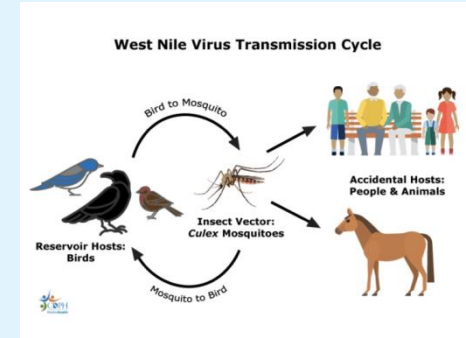 West Nile Virus Transmission Cycle
Bird to Mosquito
Insect Vector:
Culex Mosquitoes
Accidental Hosts:
People & Animals
Reservoir Hosts:
Birds
Mosquito to Bird